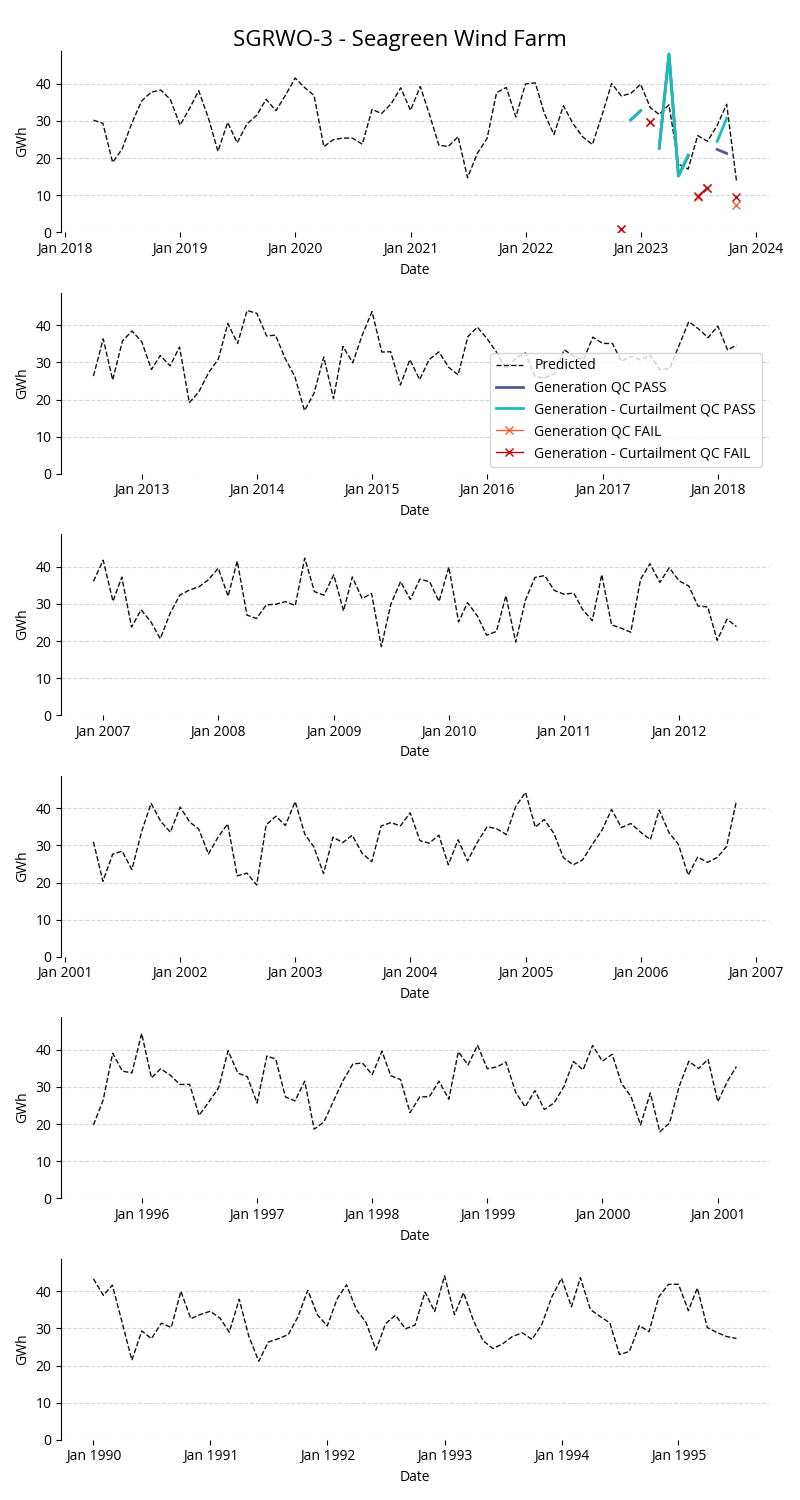 SGRWO-3 - Seagreen Wind Farm
GWh
40
30
20
10
0
Jan 2018 Jan 2019 Jan 2020 Jan 2021 Jan 2022 Jan 2023 Jan 2024
Date
GWh
40
30
20
10
0
Predicted
Generation QC PASS
Generation - Curtailment QC PASS
Generation QC FAIL
Generation - Curtailment QC FAIL
Jan 2013 Jan 2014 Jan 2015 Jan 2016 Jan 2017 Jan 2018
Date
GWh
40
30
20
10
0
Jan 2007 Jan 2008 Jan 2009 Jan 2010 Jan 2011 Jan 2012
Date
GWh
40
30
20
10
0
Jan 2001 Jan 2002 Jan 2003 Jan 2004 Jan 2005 Jan 2006 Jan 2007
Date
GWh
40
30
20
10
0
Jan 1996 Jan 1997 Jan 1998 Jan 1999 Jan 2000 Jan 2001
Date
GWh
40
30
20
10
0
Jan 1990 Jan 1991 Jan 1992 Jan 1993 Jan 1994 Jan 1995
Date